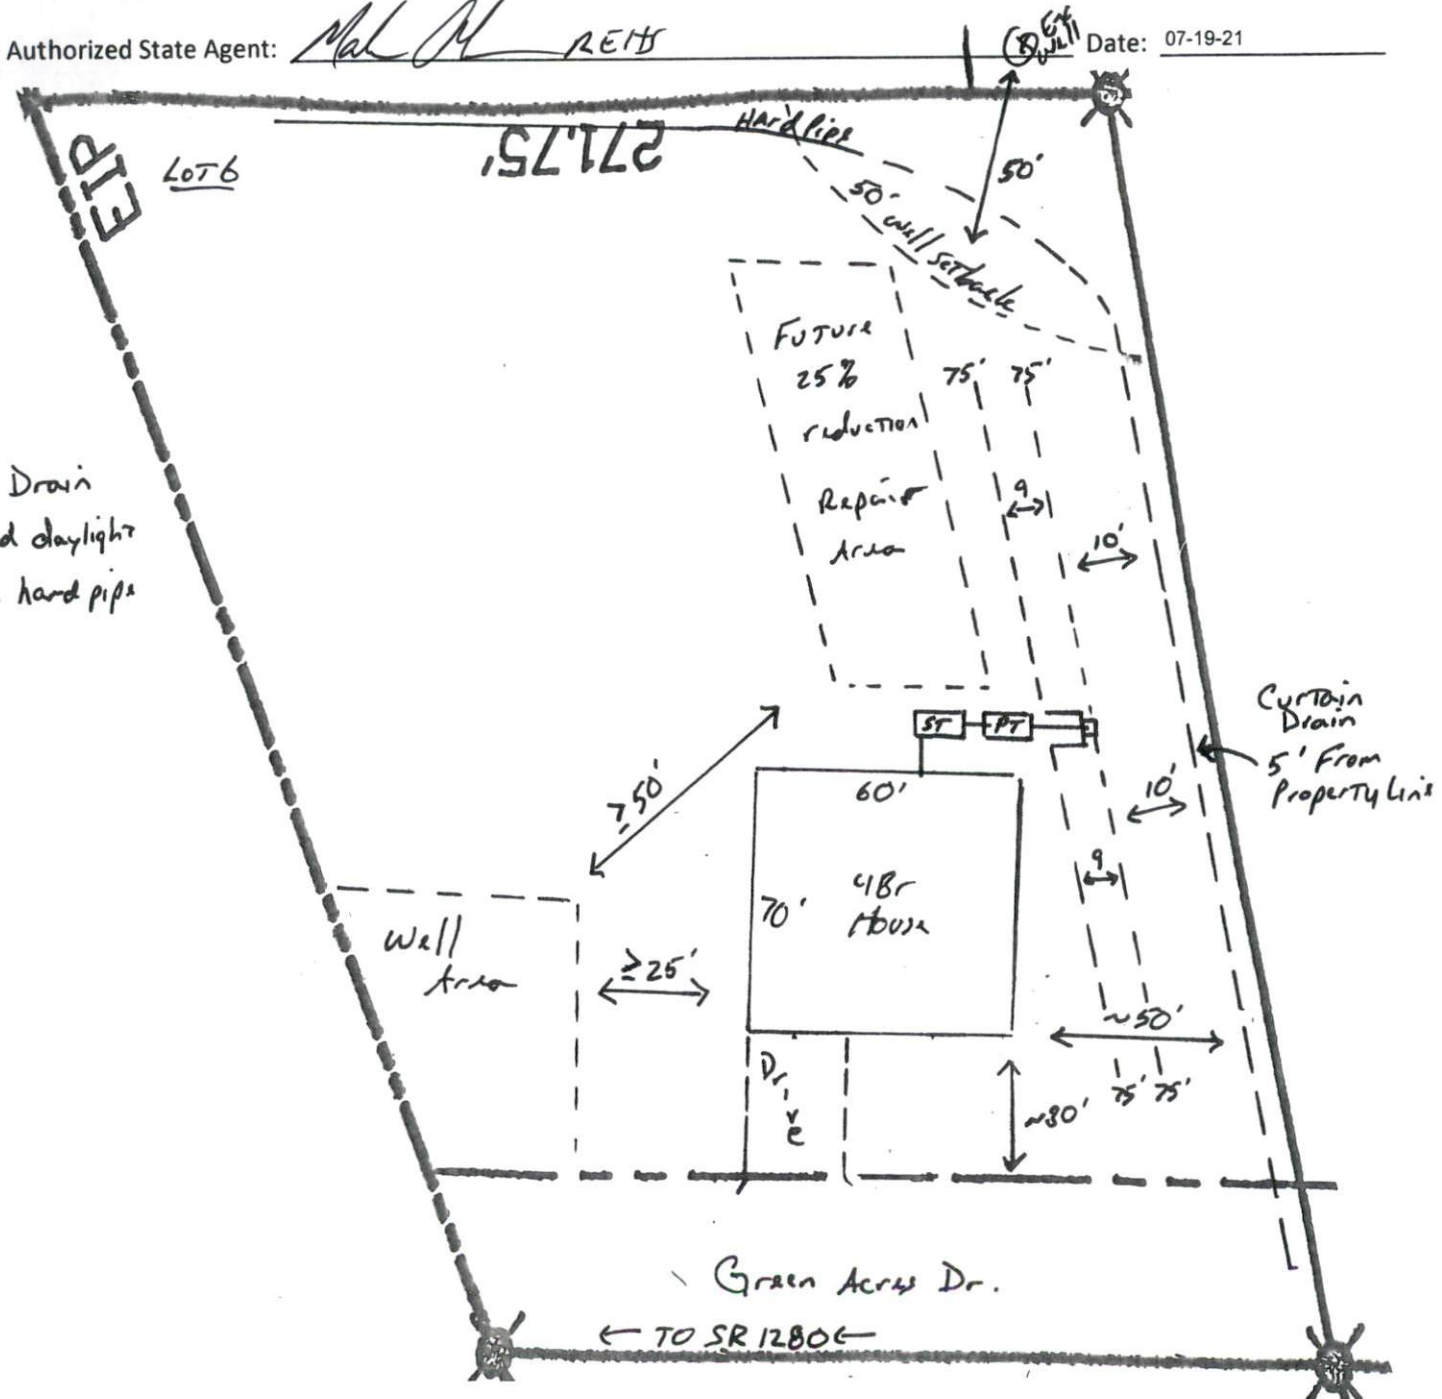 Authorized State Agent: REHS Date: 07-19-21
Ex Well
EIP
LOT 6
271.75'
Hard Pipe
50'
50' Well Setback
Future
25%
reduction
Repair
Area
75' 75'
9
10'
Drain
d daylight
hard pipe
ST PT
Curtain
Drain
5' From
Property Line
≥50'
60'
70'
4Br
House
10'
9
Well
Area
≥25'
~50'
75' 75'
Drive
~30'
Green Acres Dr.
← TO SR 1280 ←